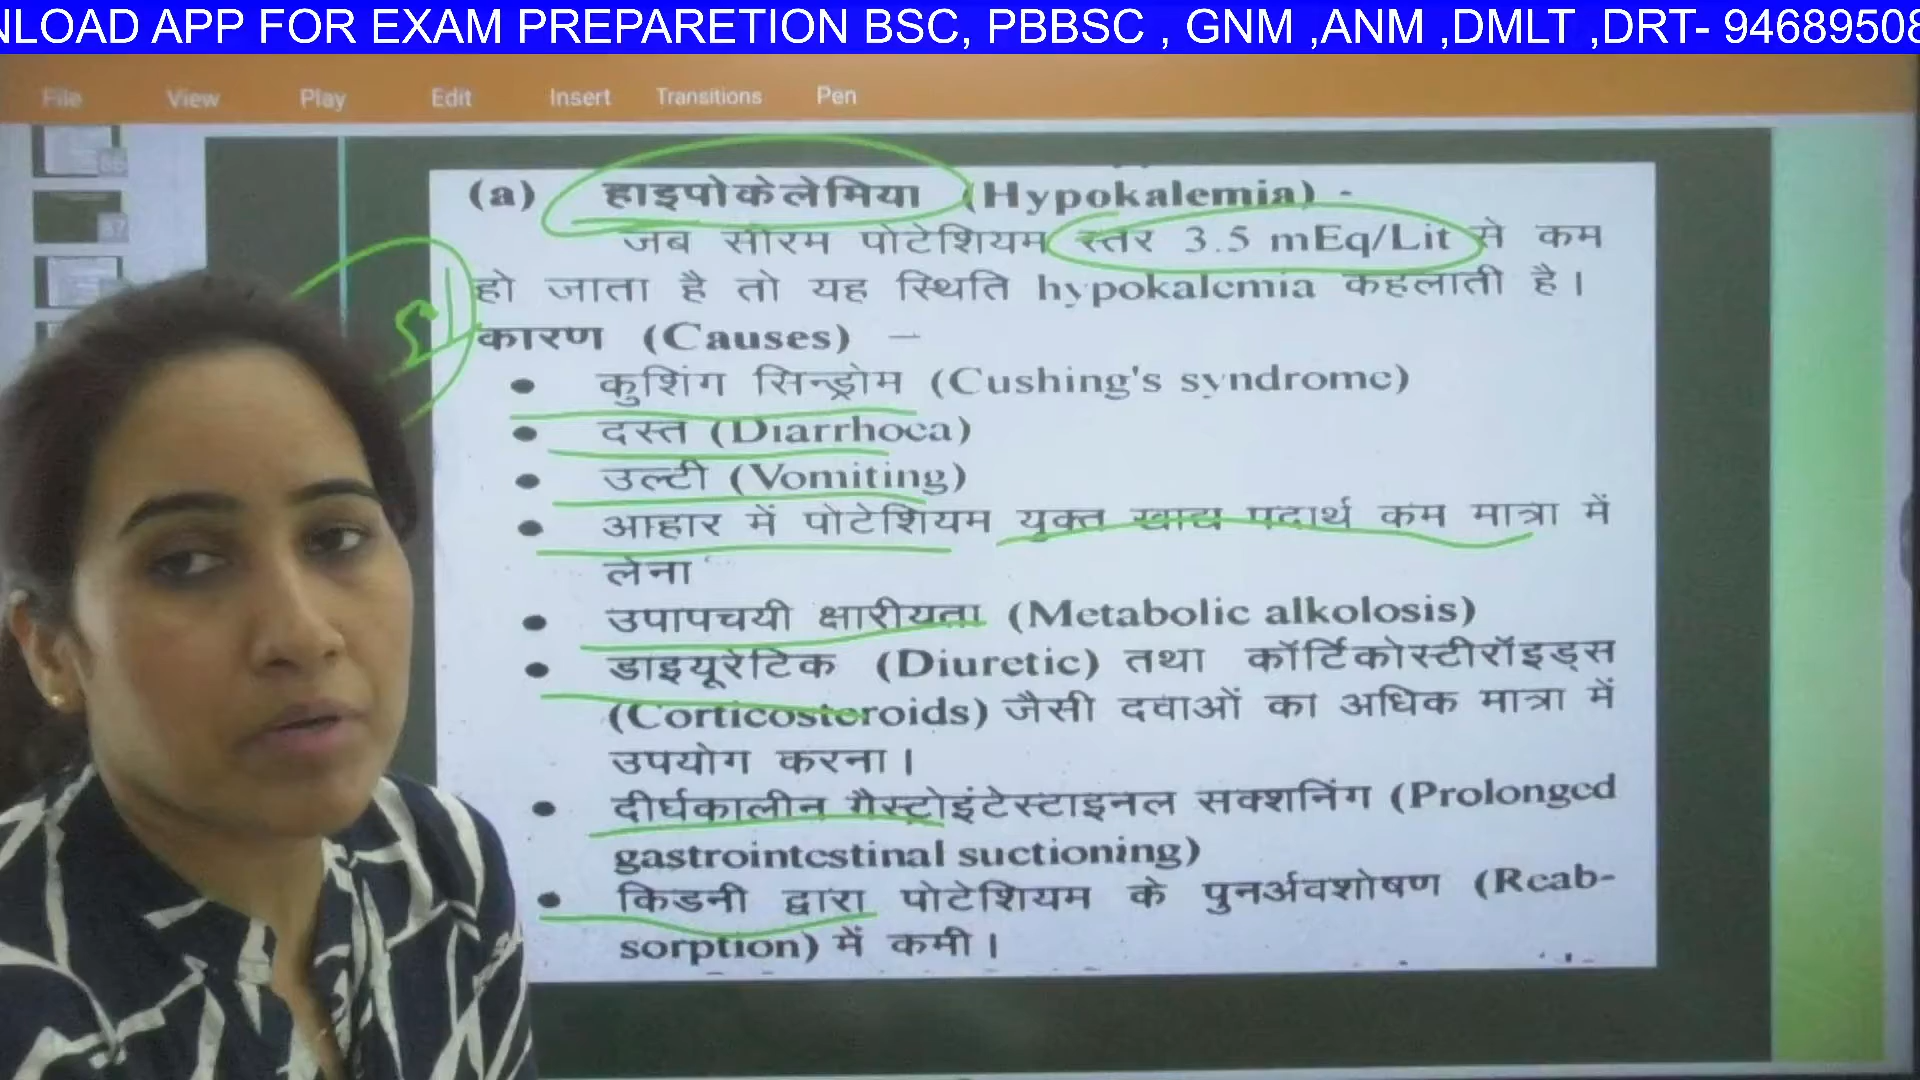 NLOAD APP FOR EXAM PREPARETION BSC, PBBSC , GNM ,ANM ,DMLT ,DRT- 94689508
File View Play Edit Insert Transitions Pen
86
87
(a) हाइपोकेलेमिया (Hypokalemia) -
जब सीरम पोटेशियम स्तर 3.5 mEq/Lit से कम
हो जाता है तो यह स्थिति hypokalemia कहलाती है।
कारण (Causes) –
• कुशिंग सिन्ड्रोम (Cushing's syndrome)
• दस्त (Diarrhoea)
• उल्टी (Vomiting)
• आहार में पोटेशियम युक्त खाद्य पदार्थ कम मात्रा में
लेना
• उपापचयी क्षारीयता (Metabolic alkolosis)
• डाइयूरेटिक (Diuretic) तथा कॉर्टिकोस्टीरॉइड्स
(Corticosteroids) जैसी दवाओं का अधिक मात्रा में
उपयोग करना।
• दीर्घकालीन गैस्ट्रोइंटेस्टाइनल सक्शनिंग (Prolonged
gastrointestinal suctioning)
• किडनी द्वारा पोटेशियम के पुनर्अवशोषण (Reab-
sorption) में कमी।